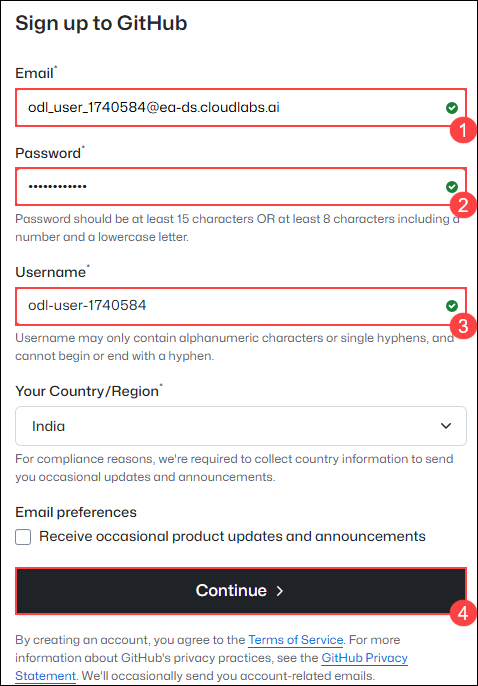 Sign up to GitHub
Email*
odl_user_1740584@ea-ds.cloudlabs.ai
1
Password*
••••••••••••
2
Password should be at least 15 characters OR at least 8 characters including a
number and a lowercase letter.
Username*
odl-user-1740584
3
Username may only contain alphanumeric characters or single hyphens, and
cannot begin or end with a hyphen.
Your Country/Region*
India
For compliance reasons, we're required to collect country information to send
you occasional updates and announcements.
Email preferences
Receive occasional product updates and announcements
Continue >
4
By creating an account, you agree to the Terms of Service. For more
information about GitHub's privacy practices, see the GitHub Privacy
Statement. We'll occasionally send you account-related emails.